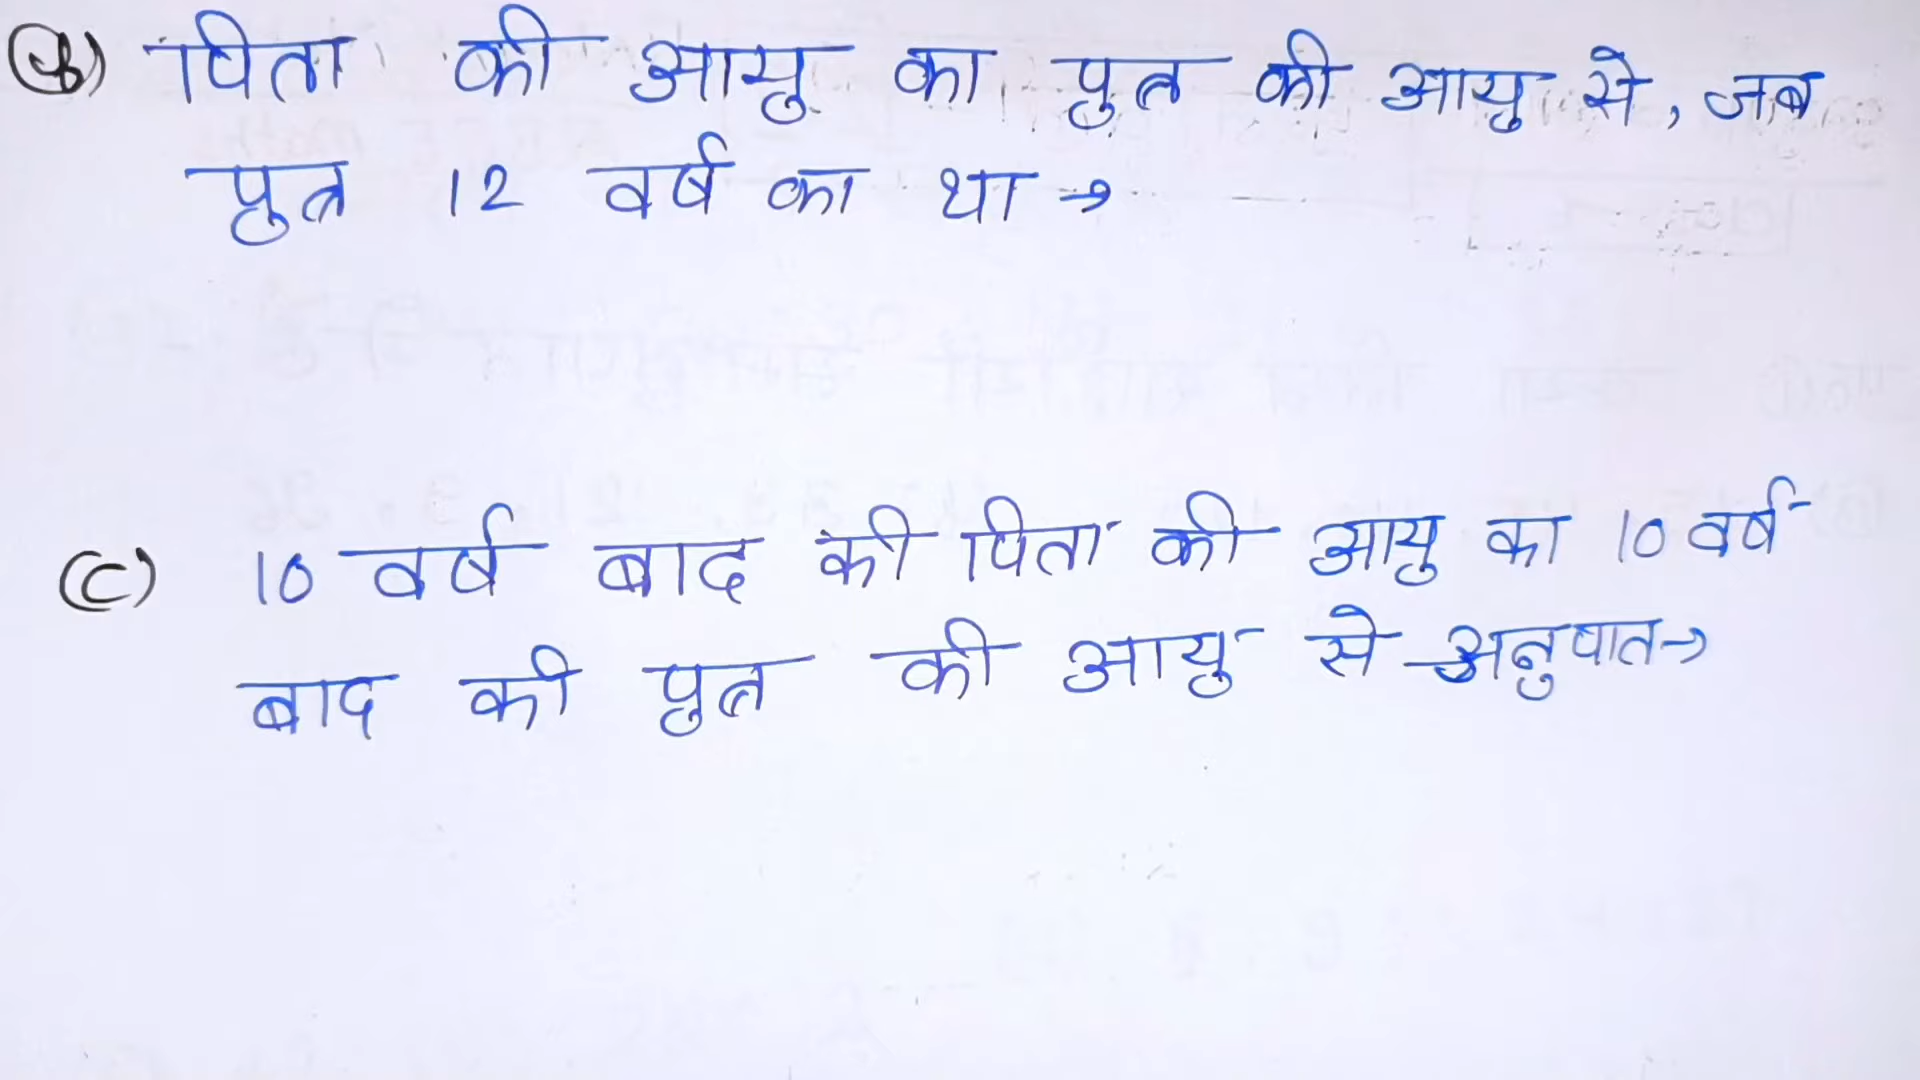 (b) पिता की आयु का पुत्र की आयु से, जब
पुत्र 12 वर्ष का था →
(C) 10 वर्ष बाद की पिता की आयु का 10 वर्ष
बाद की पुत्र की आयु से अनुपात→